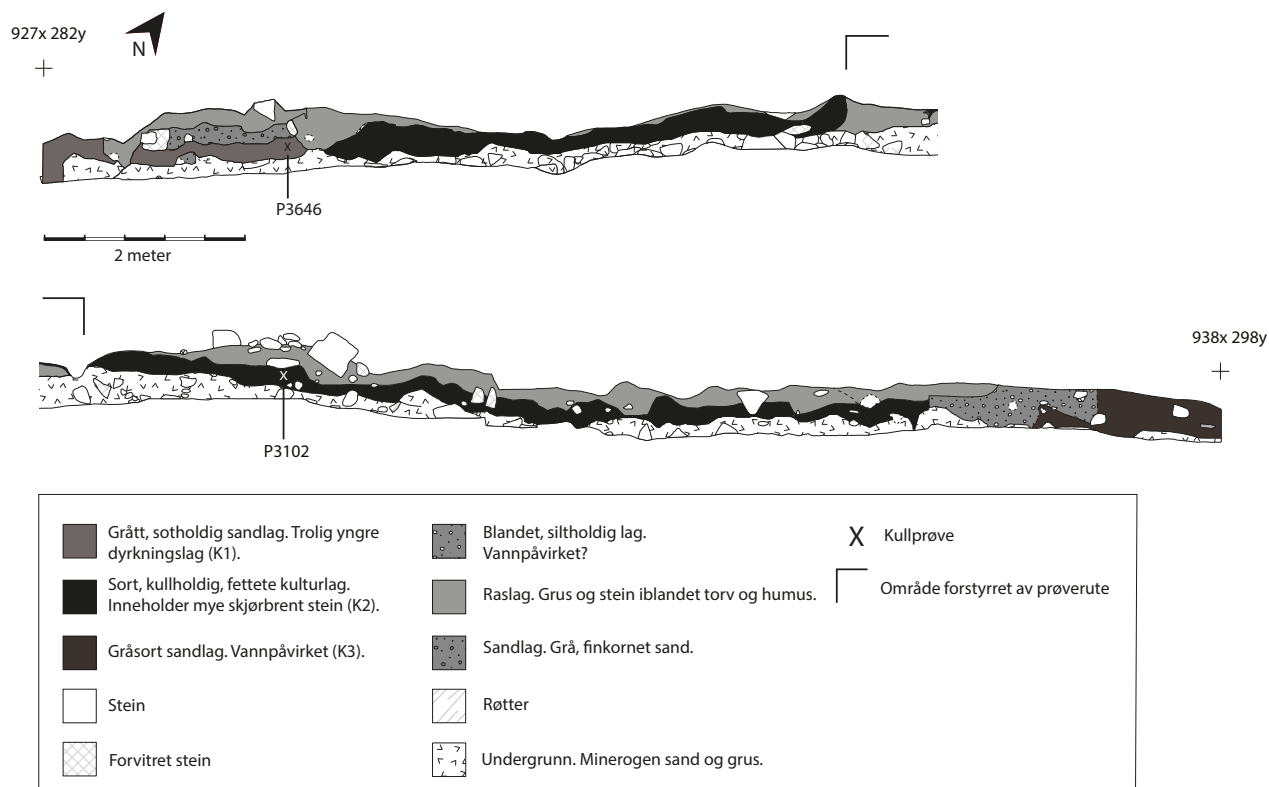 927x 282y
N
X
P3646
2 meter
938x 298y
X
P3102
Grått, sotholdig sandlag. Trolig yngre
dyrkningslag (K1).
Sort, kullholdig, fettete kulturlag.
Inneholder mye skjørbrent stein (K2).
Gråsort sandlag. Vannpåvirket (K3).
Stein
Forvitret stein
Blandet, siltholdig lag.
Vannpåvirket?
Raslag. Grus og stein iblandet torv og humus.
Sandlag. Grå, finkornet sand.
Røtter
Undergrunn. Minerogen sand og grus.
X Kullprøve
Område forstyrret av prøverute